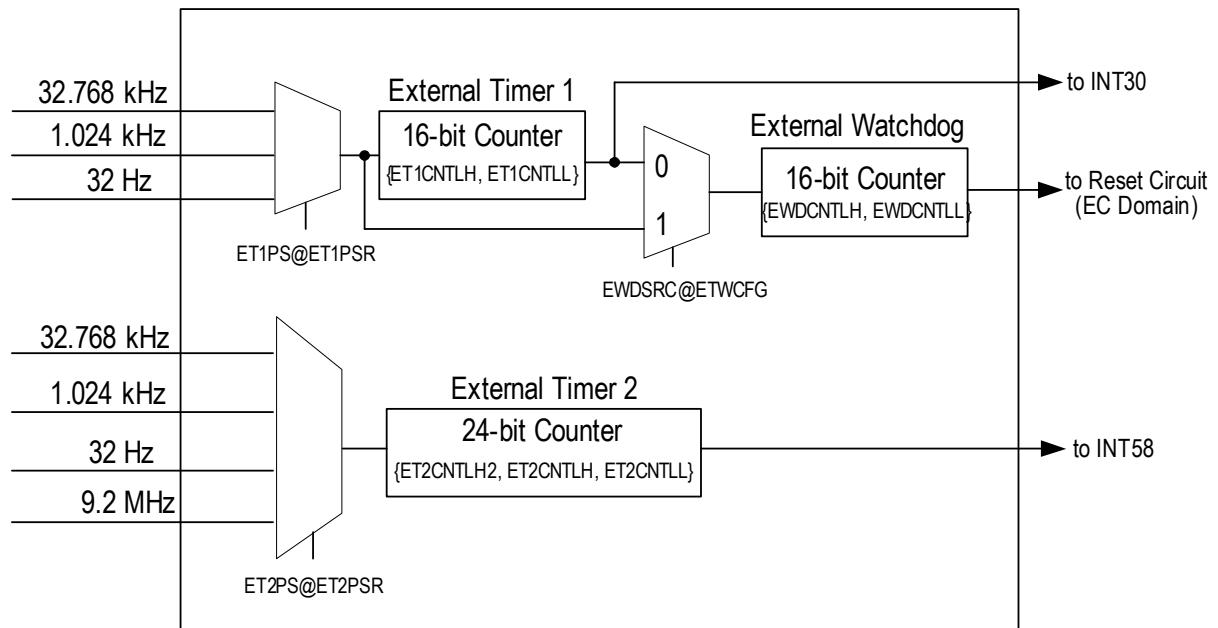 32.768 kHz
1.024 kHz
32 Hz
ET1PS@ET1PSR
External Timer 1
16-bit Counter
{ET1CNTLH, ET1CNTLL}
0
1
EWDSRC@ETWCFG
External Watchdog
16-bit Counter
{EWDCNTLH, EWDCNTLL}
to INT30
to Reset Circuit
(EC Domain)
32.768 kHz
1.024 kHz
32 Hz
9.2 MHz
ET2PS@ET2PSR
External Timer 2
24-bit Counter
{ET2CNTLH2, ET2CNTLH, ET2CNTLL}
to INT58